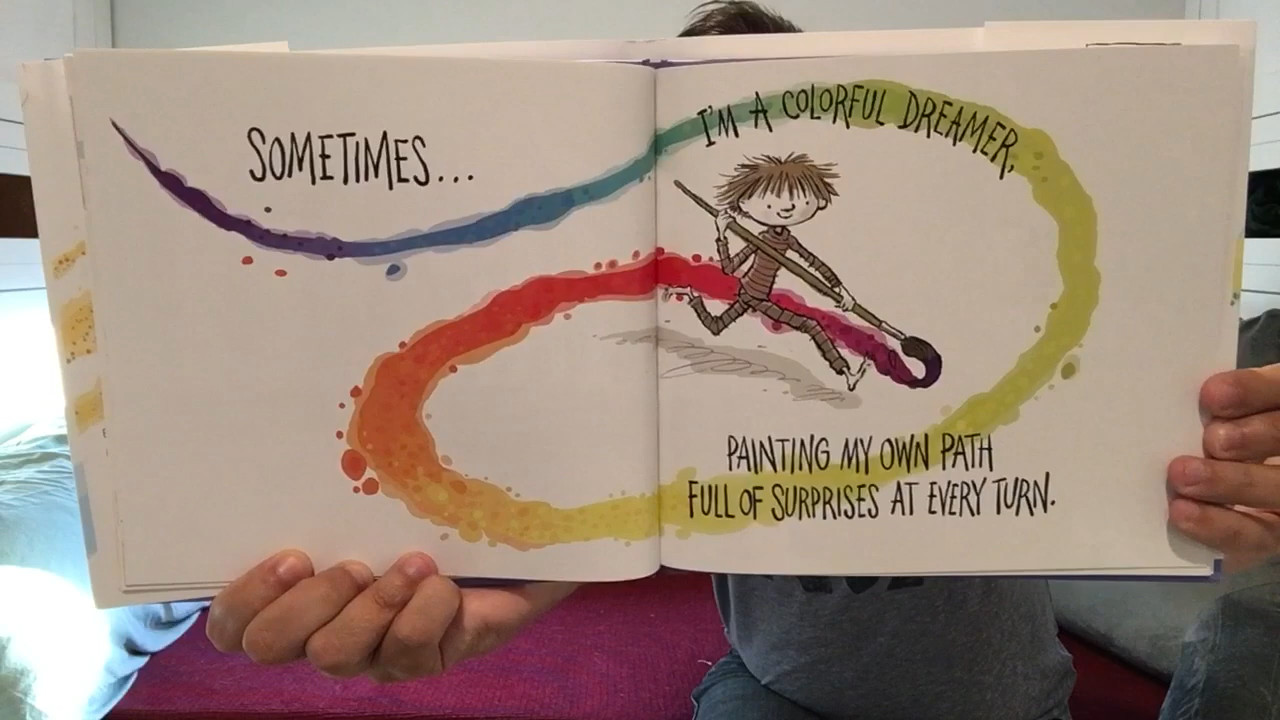 SOMETIMES...
I'M A COLORFUL DREAMER,
PAINTING MY OWN PATH
FULL OF SURPRISES AT EVERY TURN.